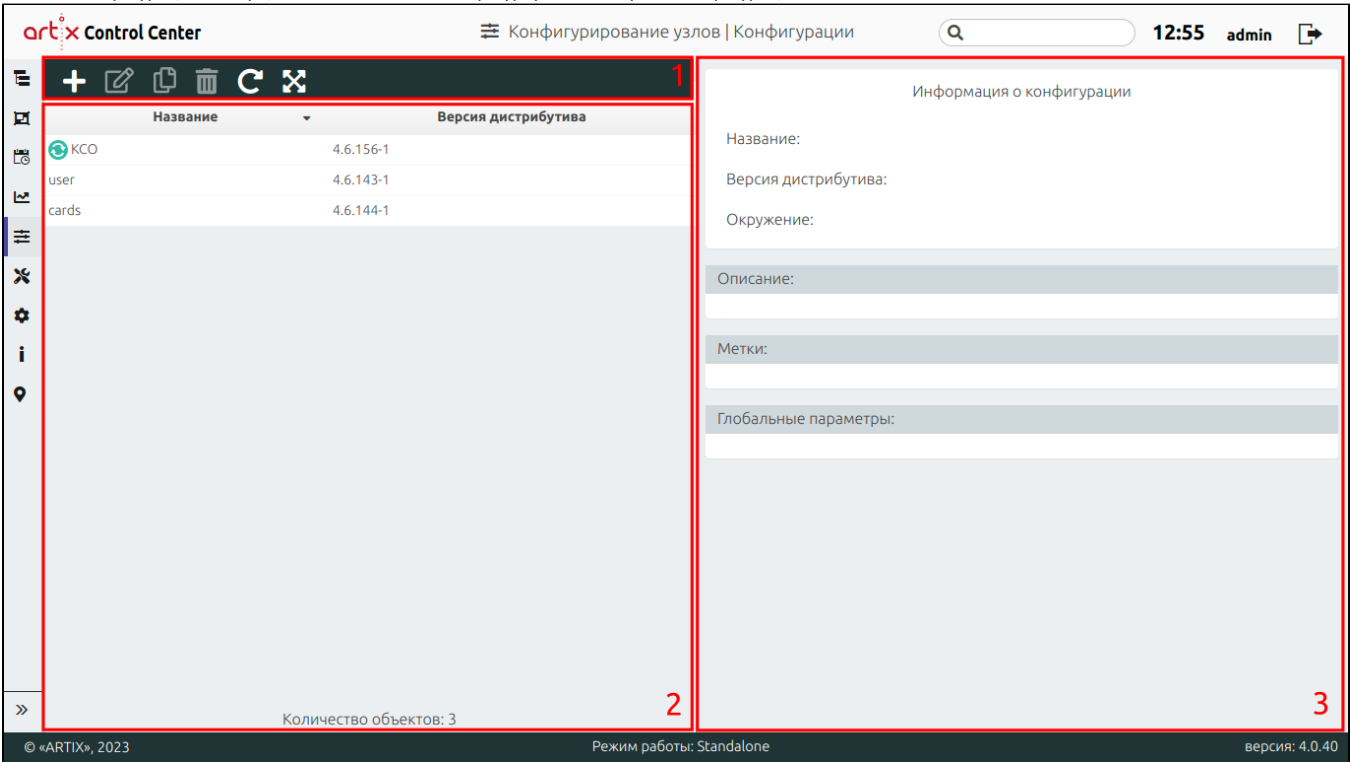 artix Control Center
Конфигурирование узлов | Конфигурации
12:55 admin
1
Название
Версия дистрибутива
КСО 4.6.156-1
user 4.6.143-1
cards 4.6.144-1
Количество объектов: 3
2
Информация о конфигурации
Название:
Версия дистрибутива:
Окружение:
Описание:
Метки:
Глобальные параметры:
3
© «ARTIX», 2023
Режим работы: Standalone
версия: 4.0.40